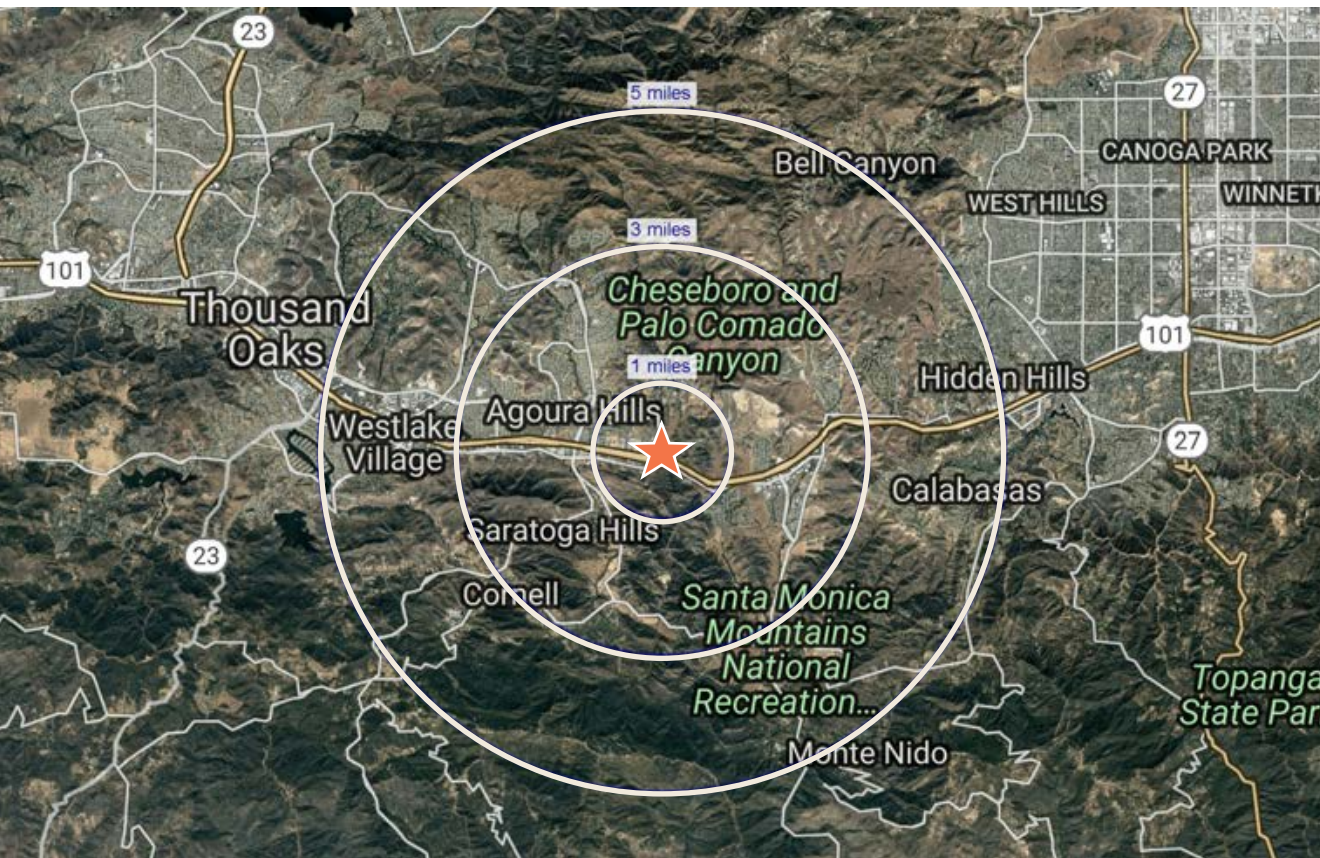 23
5 miles
27
Bell Canyon
CANOGA PARK
WEST HILLS
WINNETK
3 miles
101
Cheseboro and
Palo Comado
Canyon
Thousand
Oaks
101
1 miles
Hidden Hills
Agoura Hills
Westlake
Village
27
Calabasas
Saratoga Hills
23
Cornell
Santa Monica
Mountains
National
Recreation...
Topanga
State Par
Monte Nido